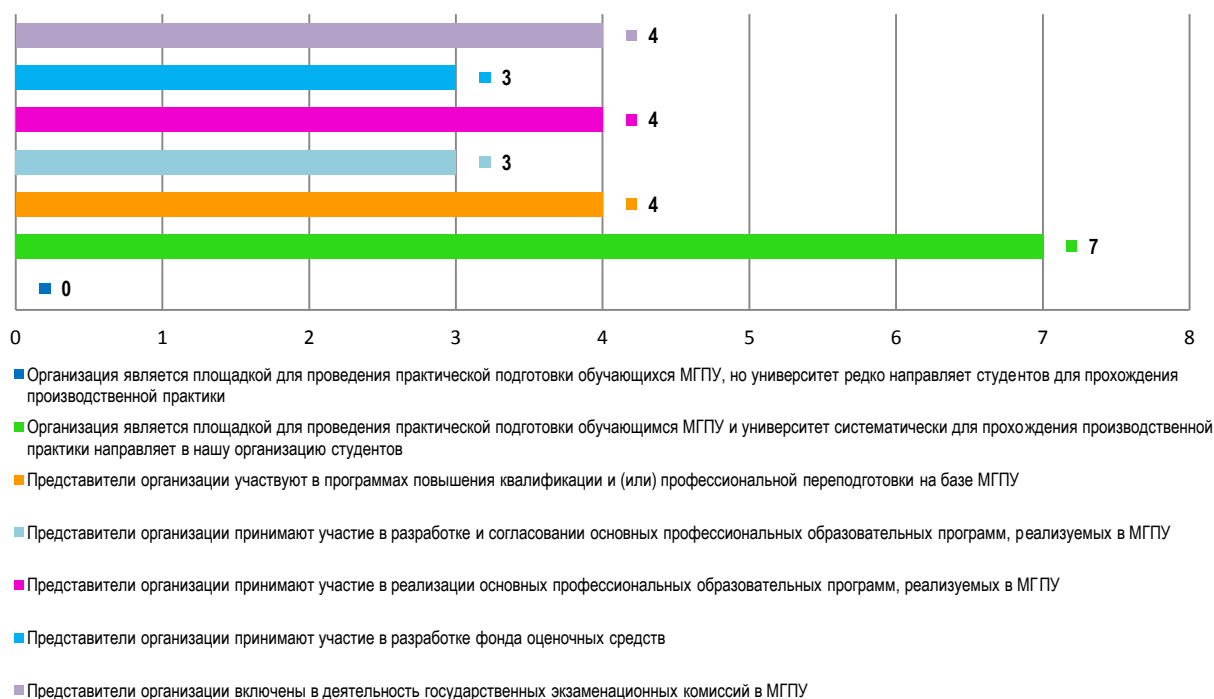 4
3
4
3
4
7
0
0 1 2 3 4 5 6 7 8
Организация является площадкой для проведения практической подготовки обучающихся МГПУ, но университет редко направляет студентов для прохождения
производственной практики
Организация является площадкой для проведения практической подготовки обучающимся МГПУ и университет систематически для прохождения производственной
практики направляет в нашу организацию студентов
Представители организации участвуют в программах повышения квалификации и (или) профессиональной переподготовки на базе МГПУ
Представители организации принимают участие в разработке и согласовании основных профессиональных образовательных программ, реализуемых в МГПУ
Представители организации принимают участие в реализации основных профессиональных образовательных программ, реализуемых в МГПУ
Представители организации принимают участие в разработке фонда оценочных средств
Представители организации включены в деятельность государственных экзаменационных комиссий в МГПУ